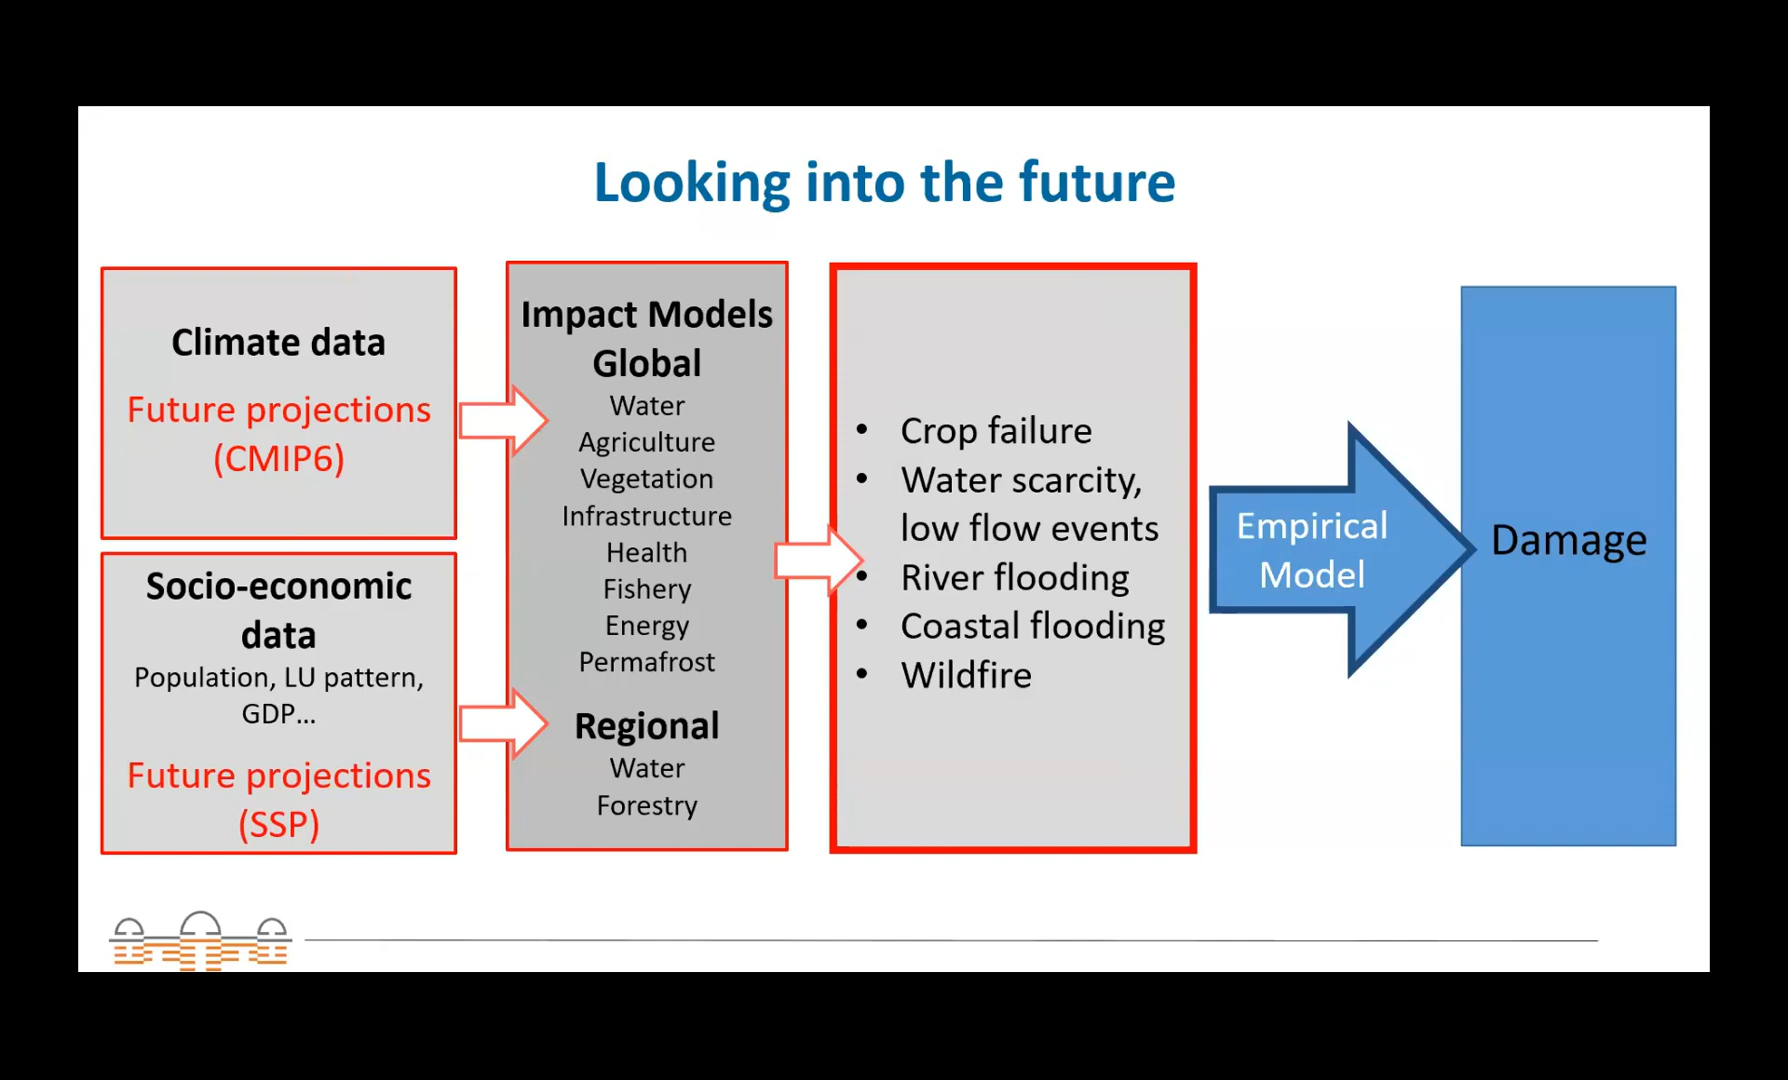 Looking into the future
Climate data
Future projections
(CMIP6)
Socio-economic
data
Population, LU pattern,
GDP...
Future projections
(SSP)
Impact Models
Global
Water
Agriculture
Vegetation
Infrastructure
Health
Fishery
Energy
Permafrost
Regional
Water
Forestry
• Crop failure
• Water scarcity,
low flow events
• River flooding
• Coastal flooding
• Wildfire
Empirical
Model
Damage